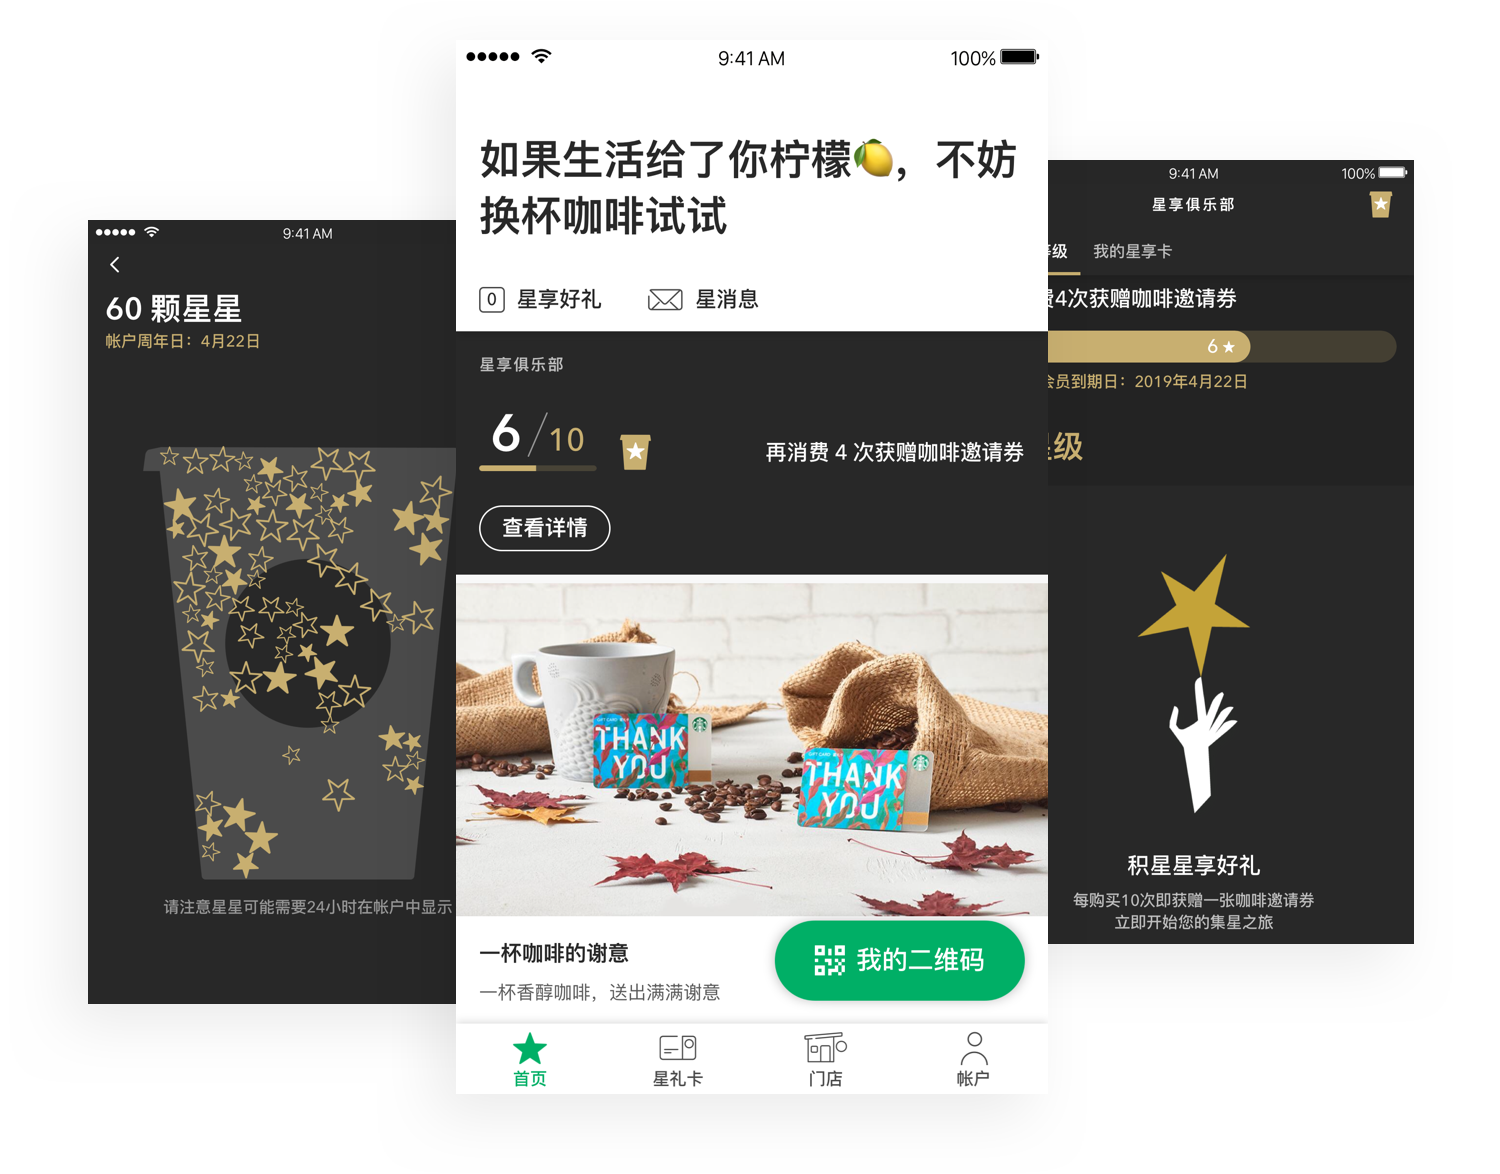 9:41 AM
60 颗星星
帐户周年日：4月22日
请注意星星可能需要24小时在帐户中显示
9:41 AM
100%
如果生活给了你柠檬🍋，不妨
换杯咖啡试试
0 星享好礼
星消息
星享俱乐部
6/10
再消费 4 次获赠咖啡邀请券
查看详情
GIFT CARD
THANK
YOU
GIFT CARD
THANK
YOU
一杯咖啡的谢意
一杯香醇咖啡，送出满满谢意
我的二维码
首页
星礼卡
门店
帐户
9:41 AM
100%
星享俱乐部
级
我的星享卡
4次获赠咖啡邀请券
6
会员到期日：2019年4月22日
级
积星星享好礼
每购买10次即获赠一张咖啡邀请券
立即开始您的集星之旅